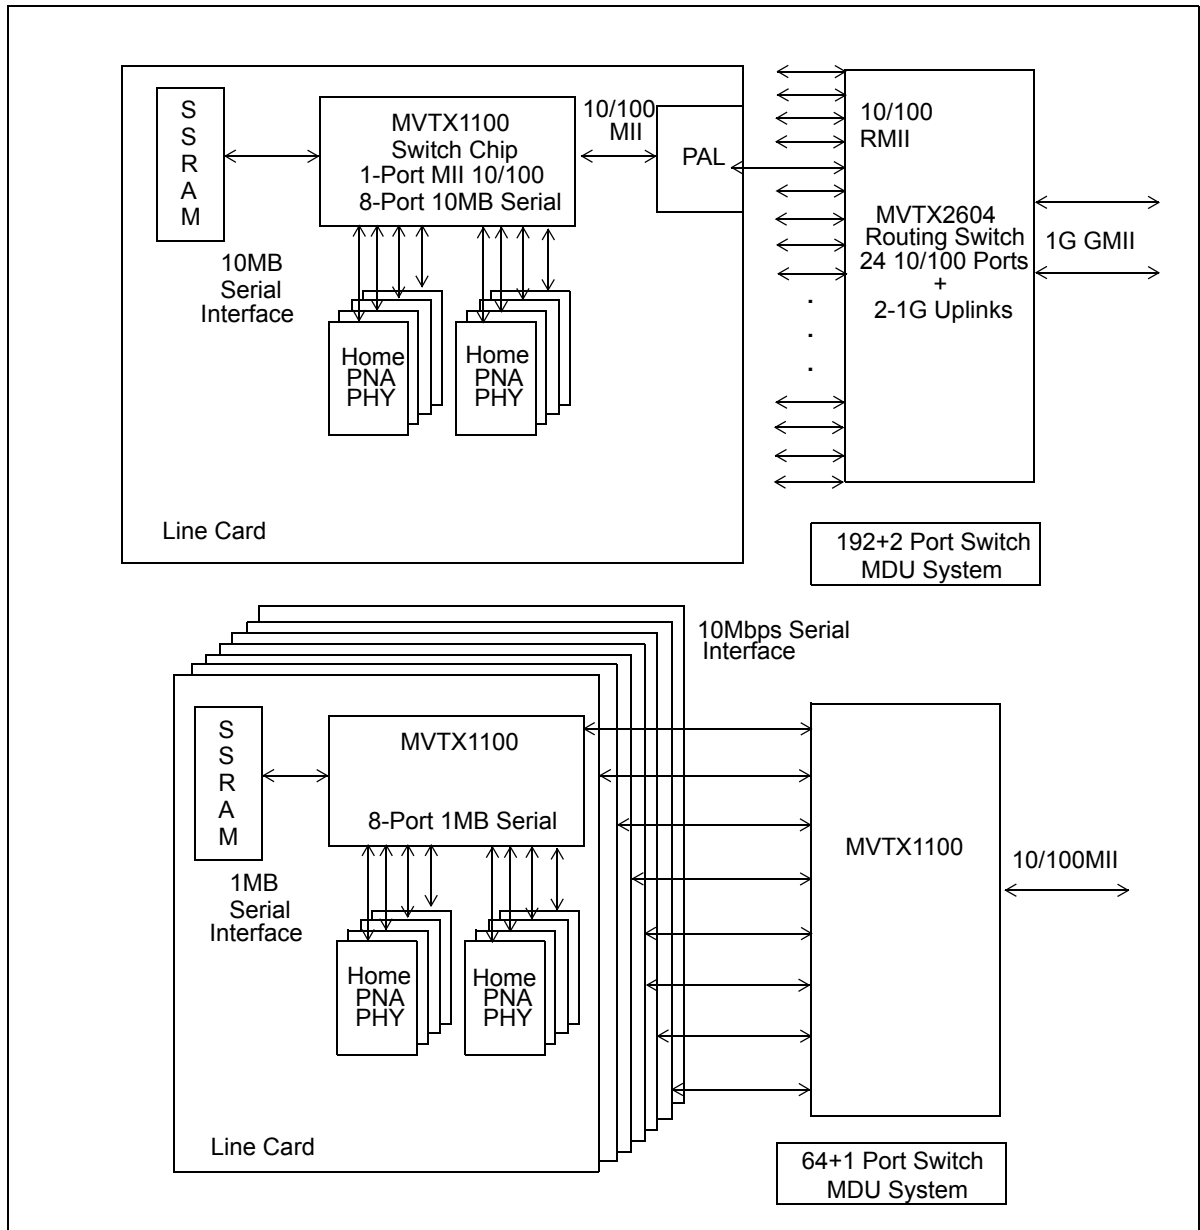 S
S
R
A
M
MVTX1100
Switch Chip
1-Port MII 10/100
8-Port 10MB Serial
10/100
MII
PAL
10MB
Serial
Interface
Home
PNA
PHY
Home
PNA
PHY
Line Card
10/100
RMII
MVTX2604
Routing Switch
24 10/100 Ports
+
2-1G Uplinks
1G GMII
192+2 Port Switch
MDU System
10Mbps Serial
Interface
S
S
R
A
M
MVTX1100
8-Port 1MB Serial
1MB
Serial
Interface
Home
PNA
PHY
Home
PNA
PHY
Line Card
MVTX1100
10/100MII
64+1 Port Switch
MDU System